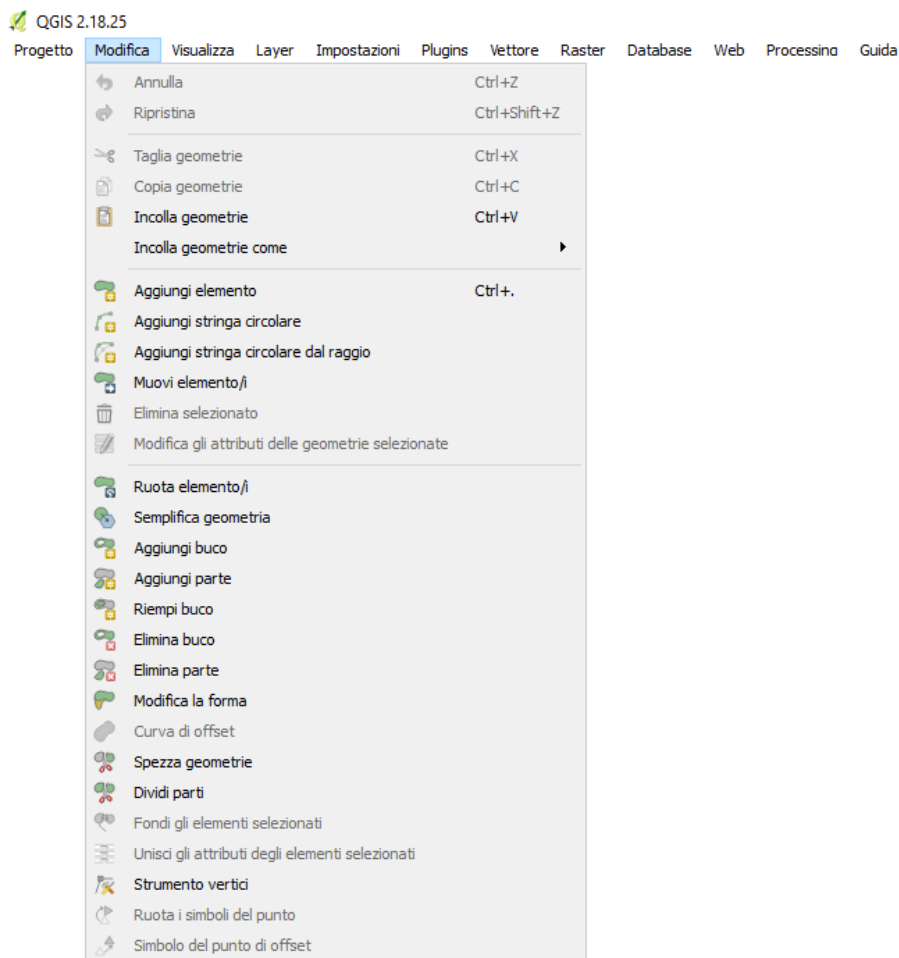 QGIS 2.18.25
Progetto Modifica Visualizza Layer Impostazioni Plugins Vettore Raster Database Web Processing Guida
Annulla Ctrl+Z
Ripristina Ctrl+Shift+Z
Taglia geometrie Ctrl+X
Copia geometrie Ctrl+C
Incolla geometrie Ctrl+V
Incolla geometrie come
Aggiungi elemento Ctrl+.
Aggiungi stringa circolare
Aggiungi stringa circolare dal raggio
Muovi elemento/i
Elimina selezionato
Modifica gli attributi delle geometrie selezionate
Ruota elemento/i
Semplifica geometria
Aggiungi buco
Aggiungi parte
Riempi buco
Elimina buco
Elimina parte
Modifica la forma
Curva di offset
Spezza geometrie
Dividi parti
Fondi gli elementi selezionati
Unisci gli attributi degli elementi selezionati
Strumento vertici
Ruota i simboli del punto
Simbolo del punto di offset